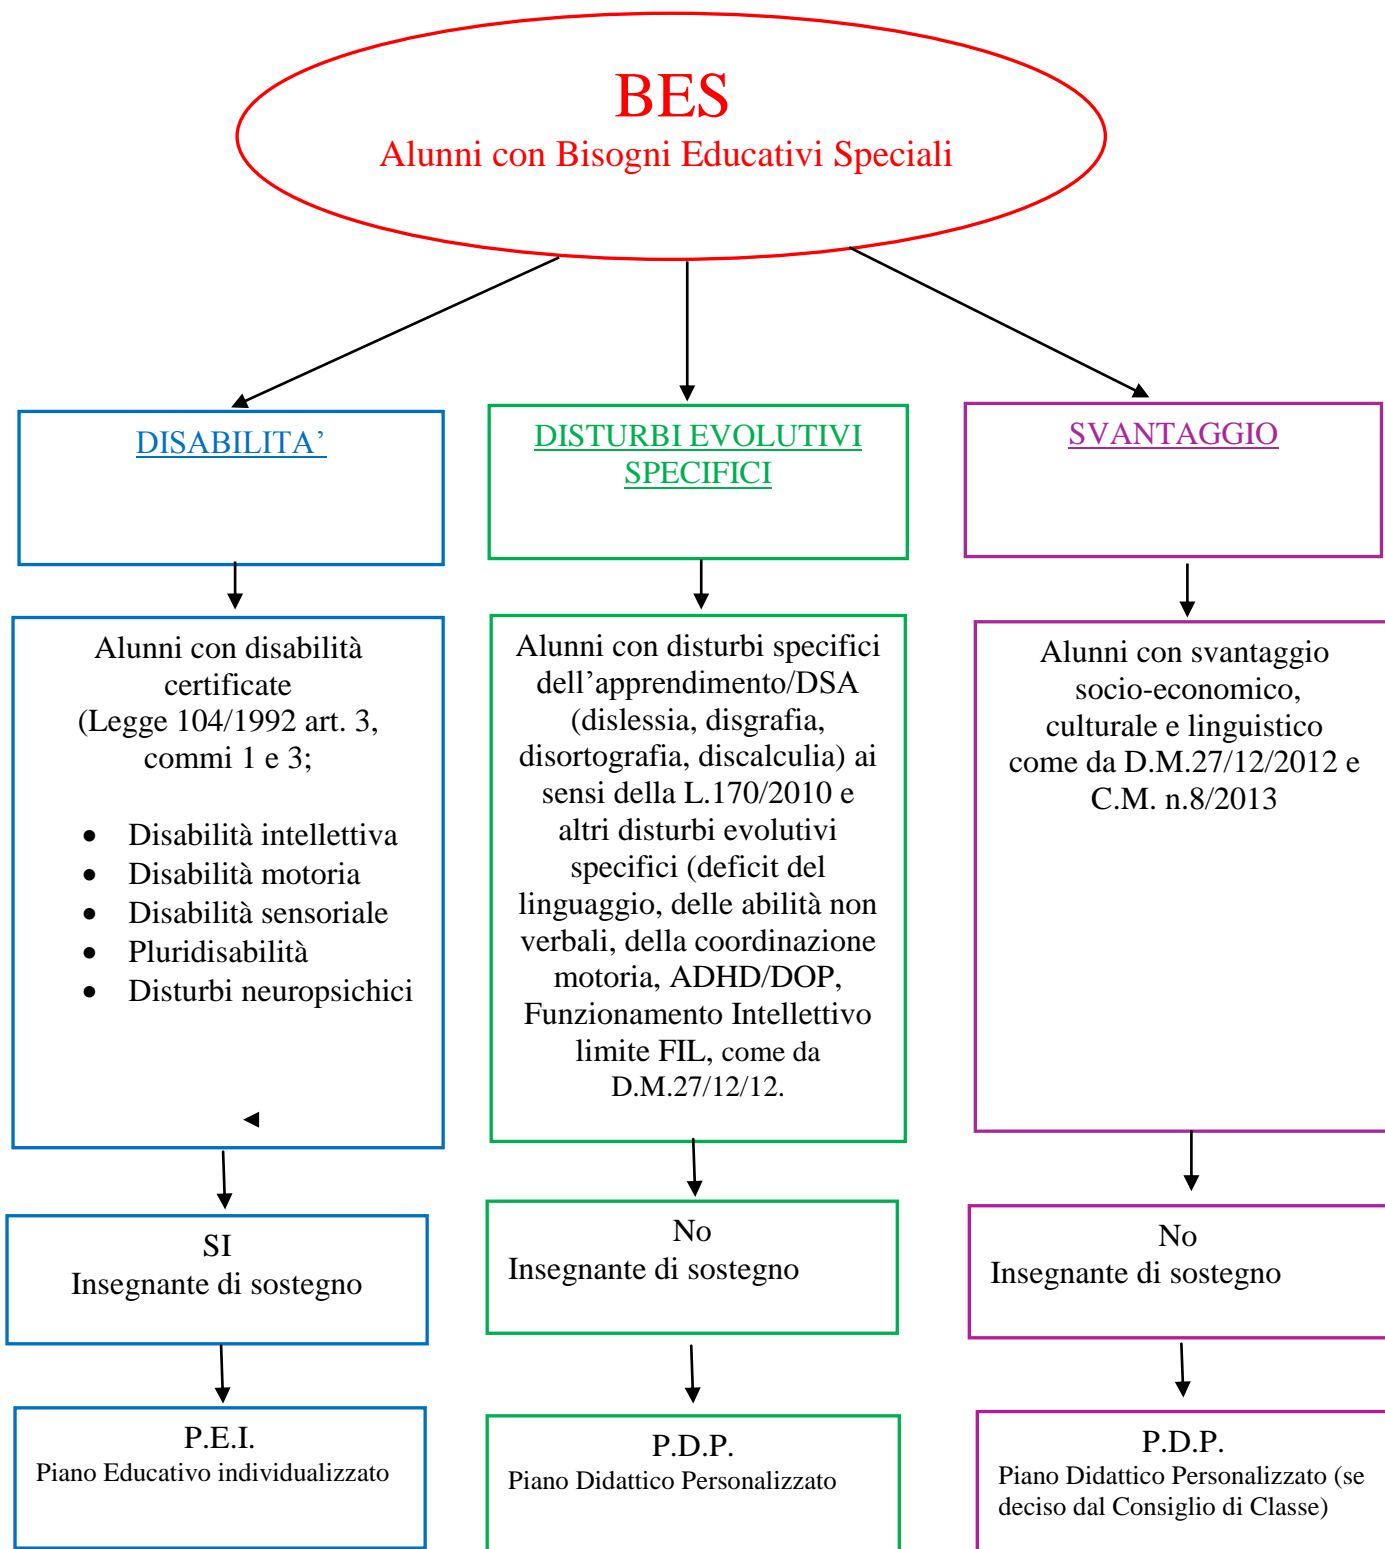 BES
Alunni con Bisogni Educativi Speciali
DISABILITA’
DISTURBI EVOLUTIVI
SPECIFICI
SVANTAGGIO
Alunni con disabilità
certificate
(Legge 104/1992 art. 3,
commi 1 e 3;
• Disabilità intellettiva
• Disabilità motoria
• Disabilità sensoriale
• Pluridisabilità
• Disturbi neuropsichici
Alunni con disturbi specifici
dell’apprendimento/DSA
(dislessia, disgrafia,
disortografia, discalculia) ai
sensi della L.170/2010 e
altri disturbi evolutivi
specifici (deficit del
linguaggio, delle abilità non
verbali, della coordinazione
motoria, ADHD/DOP,
Funzionamento Intellettivo
limite FIL, come da
D.M.27/12/12.
Alunni con svantaggio
socio-economico,
culturale e linguistico
come da D.M.27/12/2012 e
C.M. n.8/2013
SI
Insegnante di sostegno
No
Insegnante di sostegno
No
Insegnante di sostegno
P.E.I.
Piano Educativo individualizzato
P.D.P.
Piano Didattico Personalizzato
P.D.P.
Piano Didattico Personalizzato (se
deciso dal Consiglio di Classe)